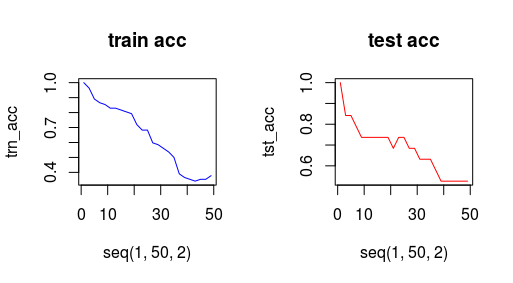 train acc
trn_acc
1.0
0.7
0.4
0 10 30 50
seq(1, 50, 2)
test acc
tst_acc
1.0
0.8
0.6
0 10 30 50
seq(1, 50, 2)